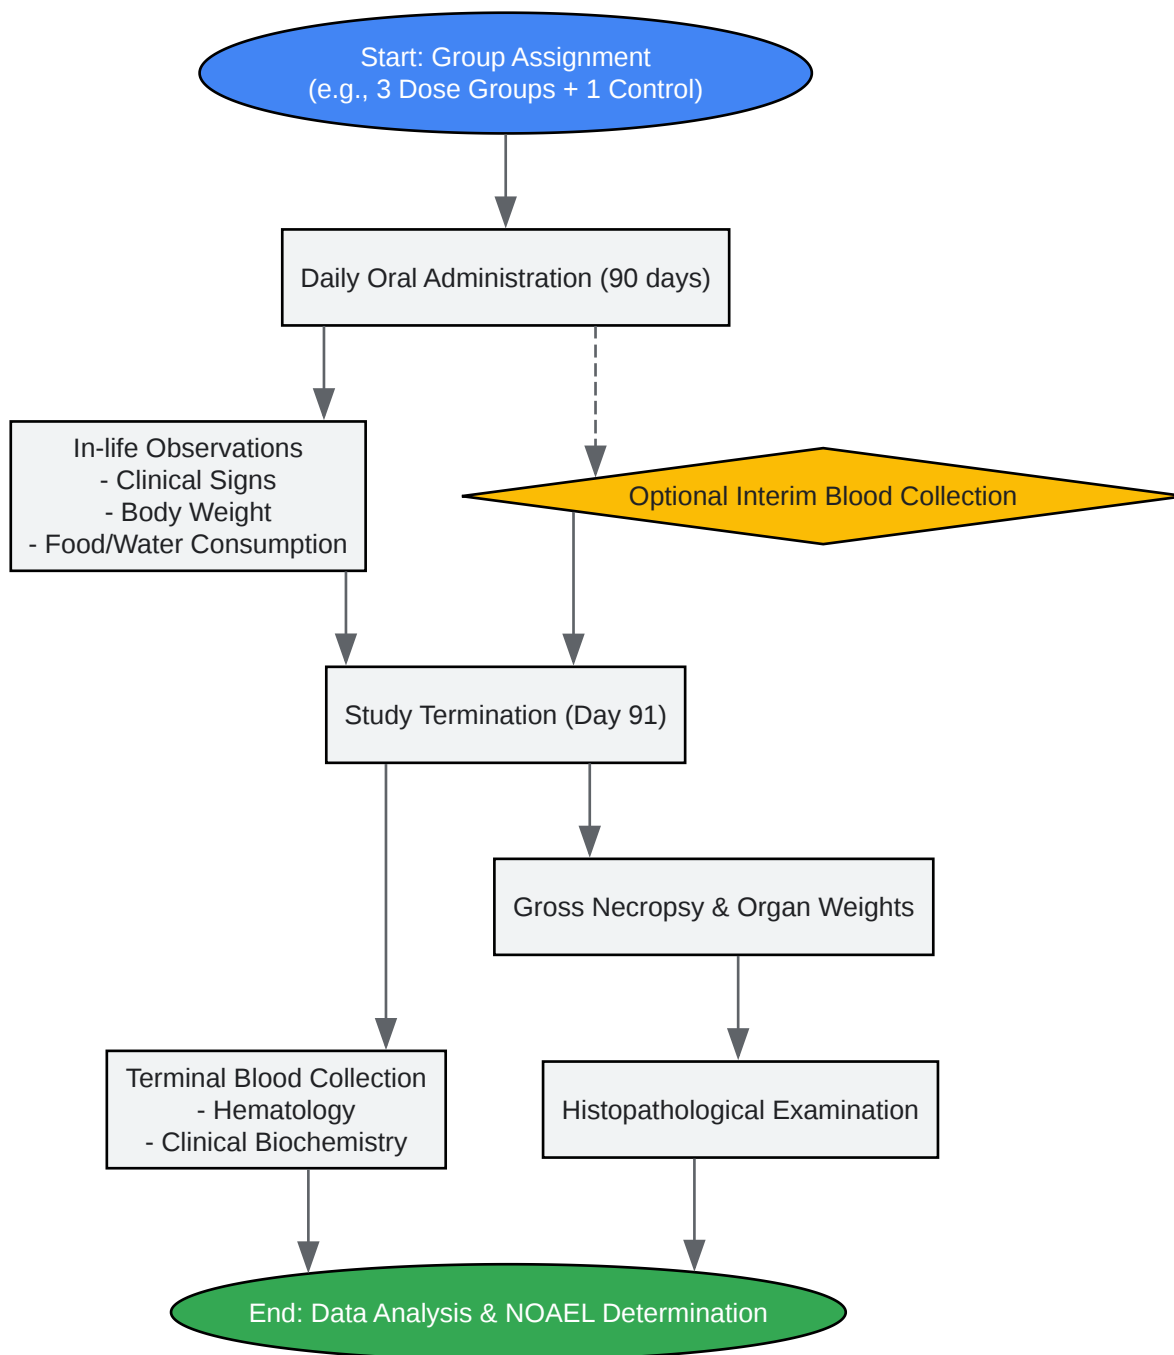 Start: Group Assignment
(e.g., 3 Dose Groups + 1 Control)
Daily Oral Administration (90 days)
In-life Observations
- Clinical Signs
- Body Weight
- Food/Water Consumption
Optional Interim Blood Collection
Study Termination (Day 91)
Gross Necropsy & Organ Weights
Terminal Blood Collection
- Hematology
- Clinical Biochemistry
Histopathological Examination
End: Data Analysis & NOAEL Determination